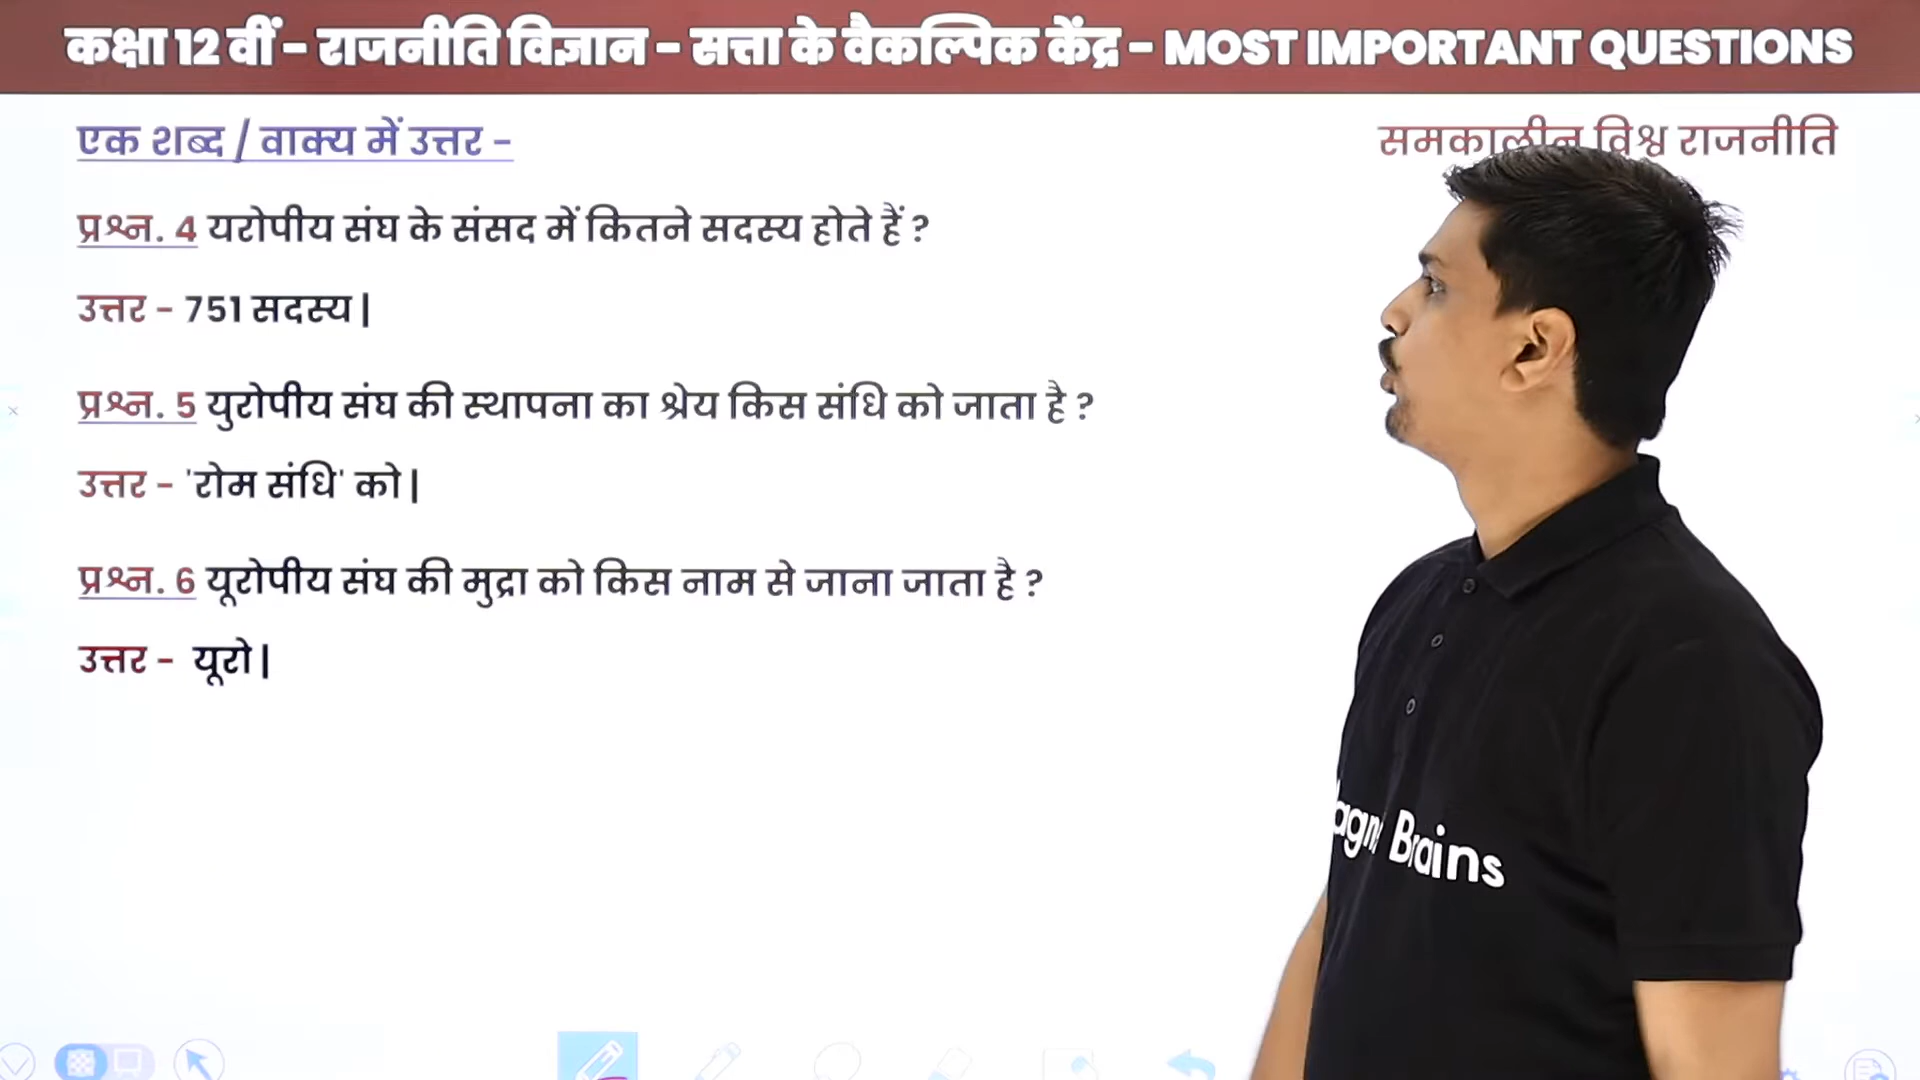 कक्षा 12 वीं – राजनीति विज्ञान – सत्ता के वैकल्पिक केंद्र – MOST IMPORTANT QUESTIONS
एक शब्द / वाक्य में उत्तर –
समकालीन विश्व राजनीति
प्रश्न. 4 यरोपीय संघ के संसद में कितने सदस्य होते हैं ?
उत्तर – 751 सदस्य |
प्रश्न. 5 युरोपीय संघ की स्थापना का श्रेय किस संधि को जाता है ?
उत्तर – 'रोम संधि' को |
प्रश्न. 6 यूरोपीय संघ की मुद्रा को किस नाम से जाना जाता है ?
उत्तर – यूरो |
Brains